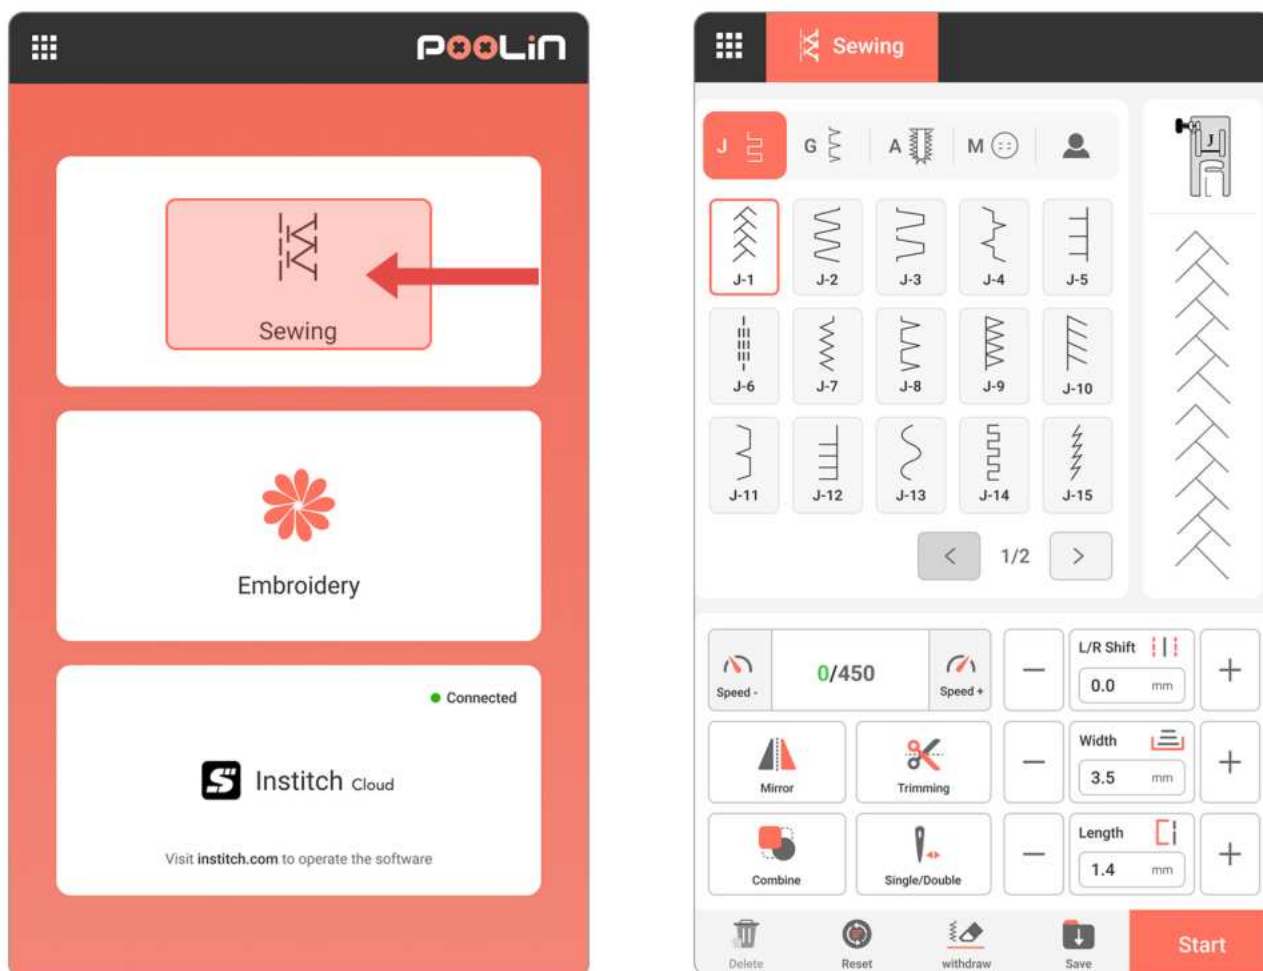 POOLIN
Sewing
Embroidery
Connected
Institch Cloud
Visit institch.com to operate the software
Sewing
J G A M
J
J-1 J-2 J-3 J-4 J-5
J-6 J-7 J-8 J-9 J-10
J-11 J-12 J-13 J-14 J-15
< 1/2 >
Speed - 0/450 Speed +
L/R Shift
− 0.0 mm +
Mirror Trimming
Width
− 3.5 mm +
Combine Single/Double
Length
− 1.4 mm +
Delete Reset withdraw Save Start